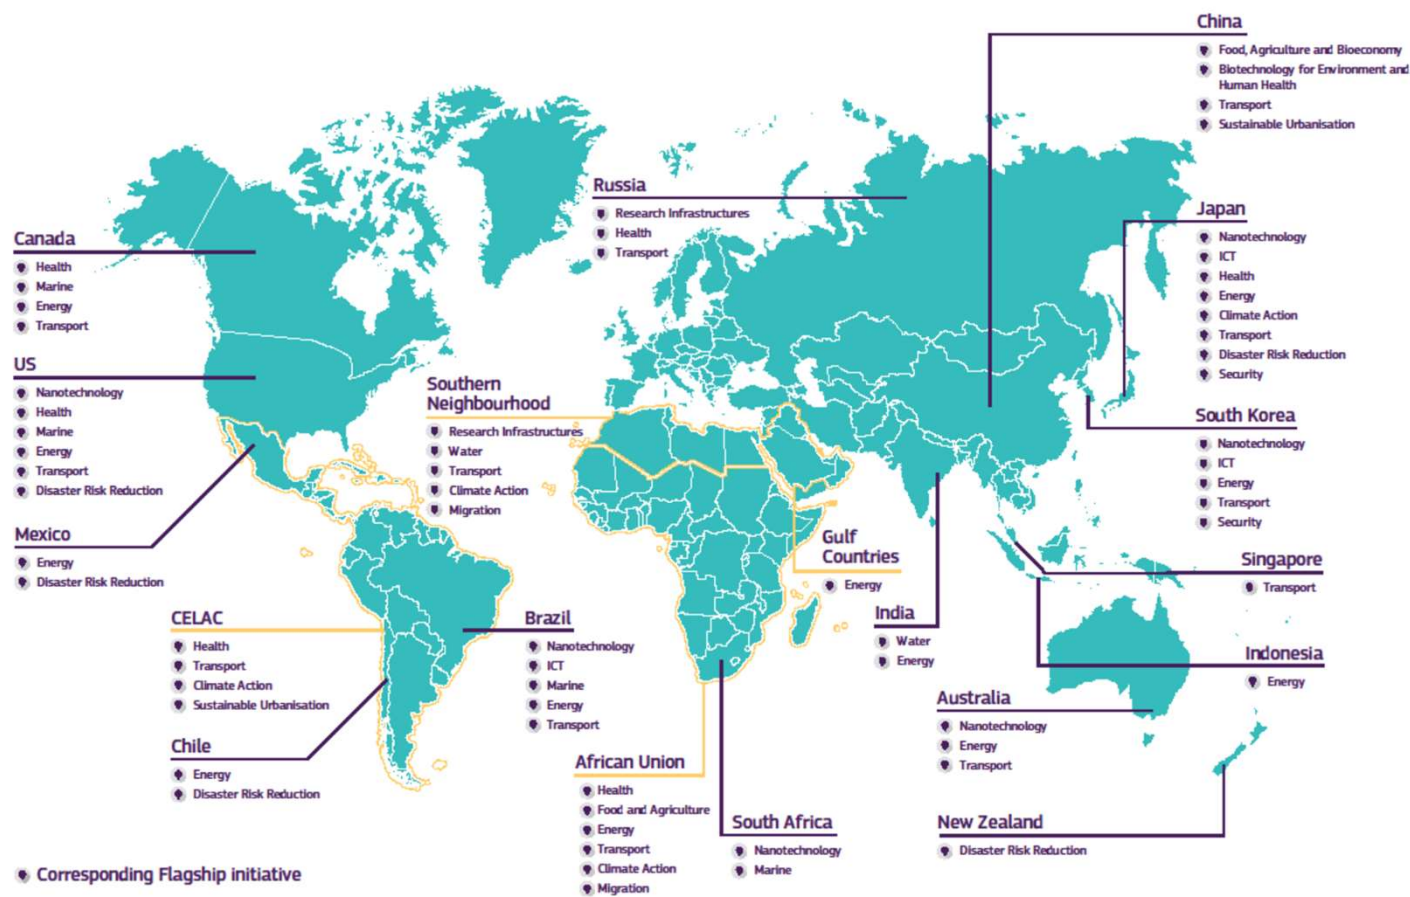 China
Food, Agriculture and Bioeconomy
Biotechnology for Environment and
Human Health
Transport
Sustainable Urbanisation
Russia
Research Infrastructures
Health
Transport
Japan
Nanotechnology
ICT
Health
Energy
Climate Action
Transport
Disaster Risk Reduction
Security
Canada
Health
Marine
Energy
Transport
US
Nanotechnology
Health
Marine
Energy
Transport
Disaster Risk Reduction
Southern
Neighbourhood
Research Infrastructures
Water
Transport
Climate Action
Migration
South Korea
Nanotechnology
ICT
Energy
Transport
Security
Mexico
Energy
Disaster Risk Reduction
Gulf
Countries
Energy
Singapore
Transport
CELAC
Health
Transport
Climate Action
Sustainable Urbanisation
Brazil
Nanotechnology
ICT
Marine
Energy
Transport
India
Water
Energy
Indonesia
Energy
Australia
Nanotechnology
Energy
Transport
Chile
Energy
Disaster Risk Reduction
African Union
Health
Food and Agriculture
Energy
Transport
Climate Action
Migration
South Africa
Nanotechnology
Marine
New Zealand
Disaster Risk Reduction
Corresponding Flagship initiative